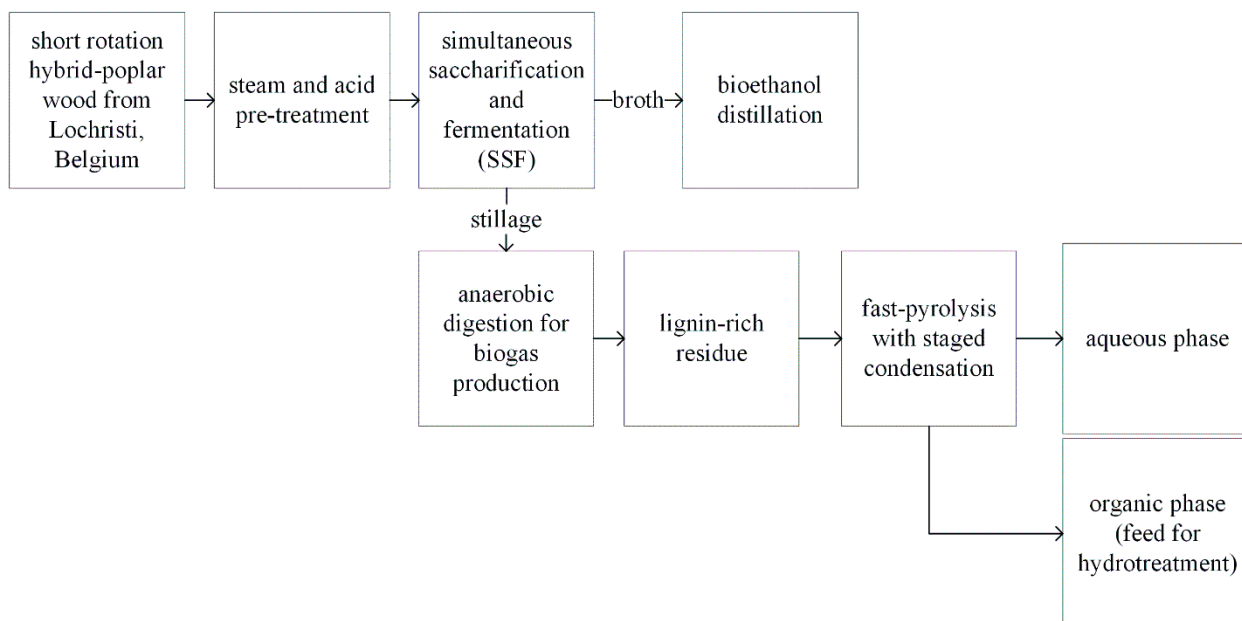 short rotation
hybrid-poplar
wood from
Lochristi,
Belgium
steam and acid
pre-treatment
simultaneous
saccharification
and
fermentation
(SSF)
broth
bioethanol
distillation
stillage
anaerobic
digestion for
biogas
production
lignin-rich
residue
fast-pyrolysis
with staged
condensation
aqueous phase
organic phase
(feed for
hydrotreatment)